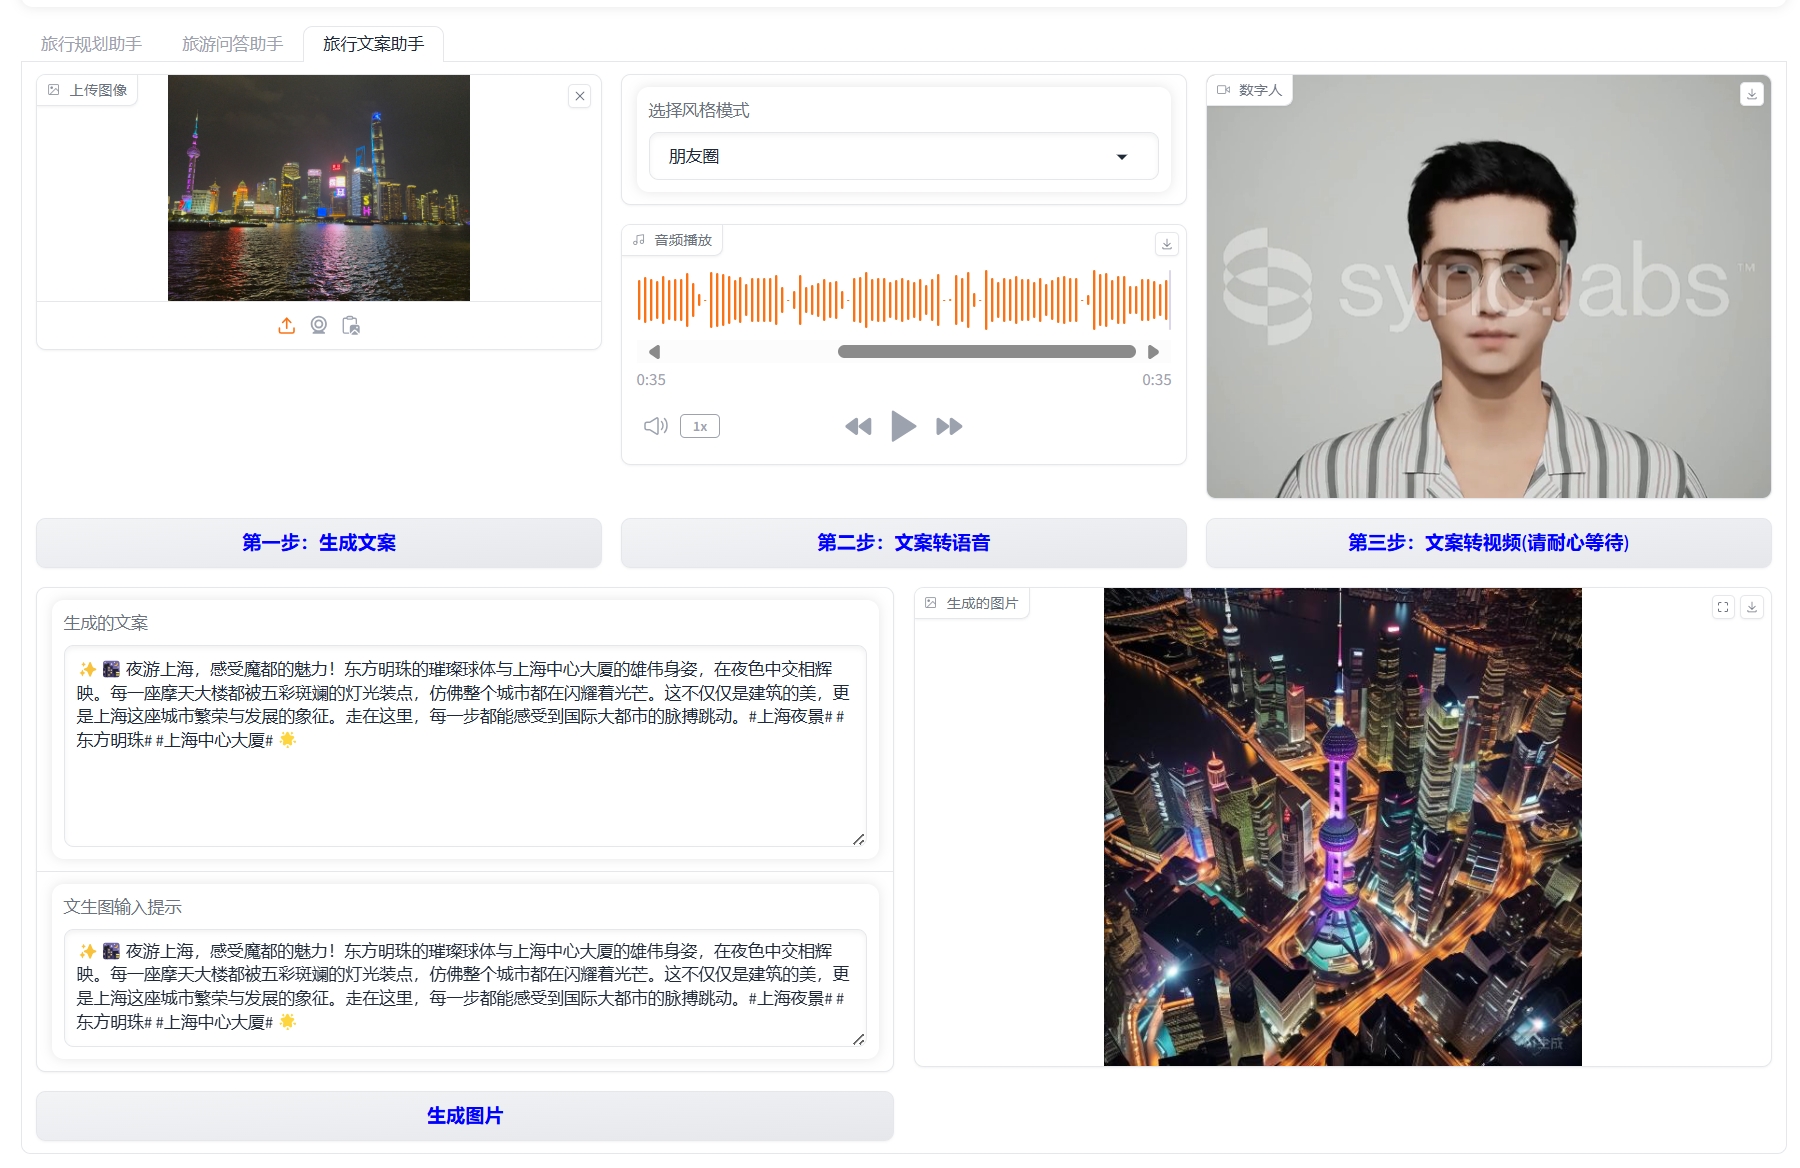 旅行规划助手
旅游问答助手
旅行文案助手
上传图像
选择风格模式
朋友圈
音频播放
0:35
0:35
1x
数字人
sync.labs™
第一步：生成文案
第二步：文案转语音
第三步：文案转视频(请耐心等待)
生成的文案
✨ 🌆 夜游上海，感受魔都的魅力！东方明珠的璀璨球体与上海中心大厦的雄伟身姿，在夜色中交相辉
映。每一座摩天大楼都被五彩斑斓的灯光装点，仿佛整个城市都在闪耀着光芒。这不仅仅是建筑的美，更
是上海这座城市繁荣与发展的象征。走在这里，每一步都能感受到国际大都市的脉搏跳动。#上海夜景# #
东方明珠# #上海中心大厦# 🌟
文生图输入提示
✨ 🌆 夜游上海，感受魔都的魅力！东方明珠的璀璨球体与上海中心大厦的雄伟身姿，在夜色中交相辉
映。每一座摩天大楼都被五彩斑斓的灯光装点，仿佛整个城市都在闪耀着光芒。这不仅仅是建筑的美，更
是上海这座城市繁荣与发展的象征。走在这里，每一步都能感受到国际大都市的脉搏跳动。#上海夜景# #
东方明珠# #上海中心大厦# 🌟
生成的图片
生成图片